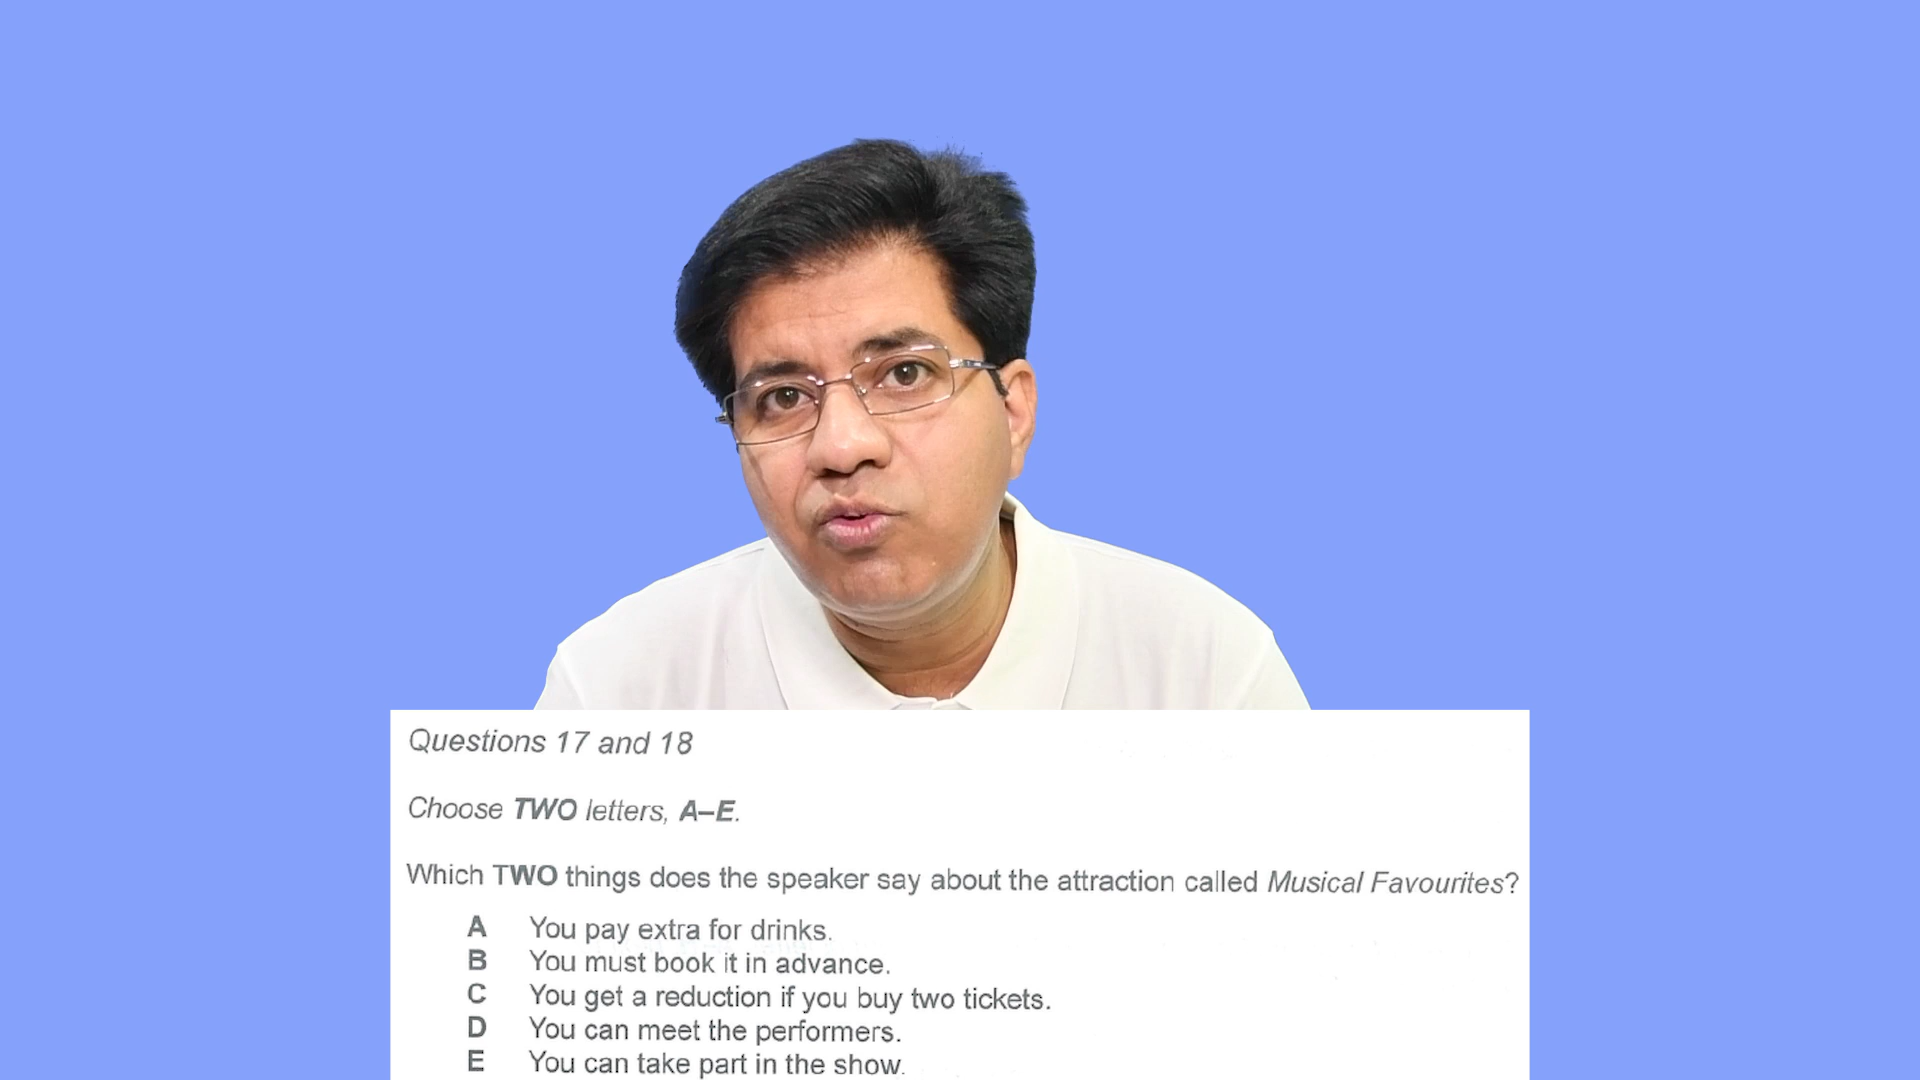 Questions 17 and 18
Choose TWO letters, A–E.
Which TWO things does the speaker say about the attraction called Musical Favourites?
A You pay extra for drinks.
B You must book it in advance.
C You get a reduction if you buy two tickets.
D You can meet the performers.
E You can take part in the show.